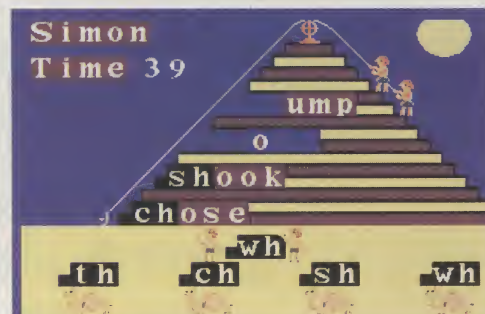 Simon
Time 39
ump
o
shook
chose
wh
th ch sh wh